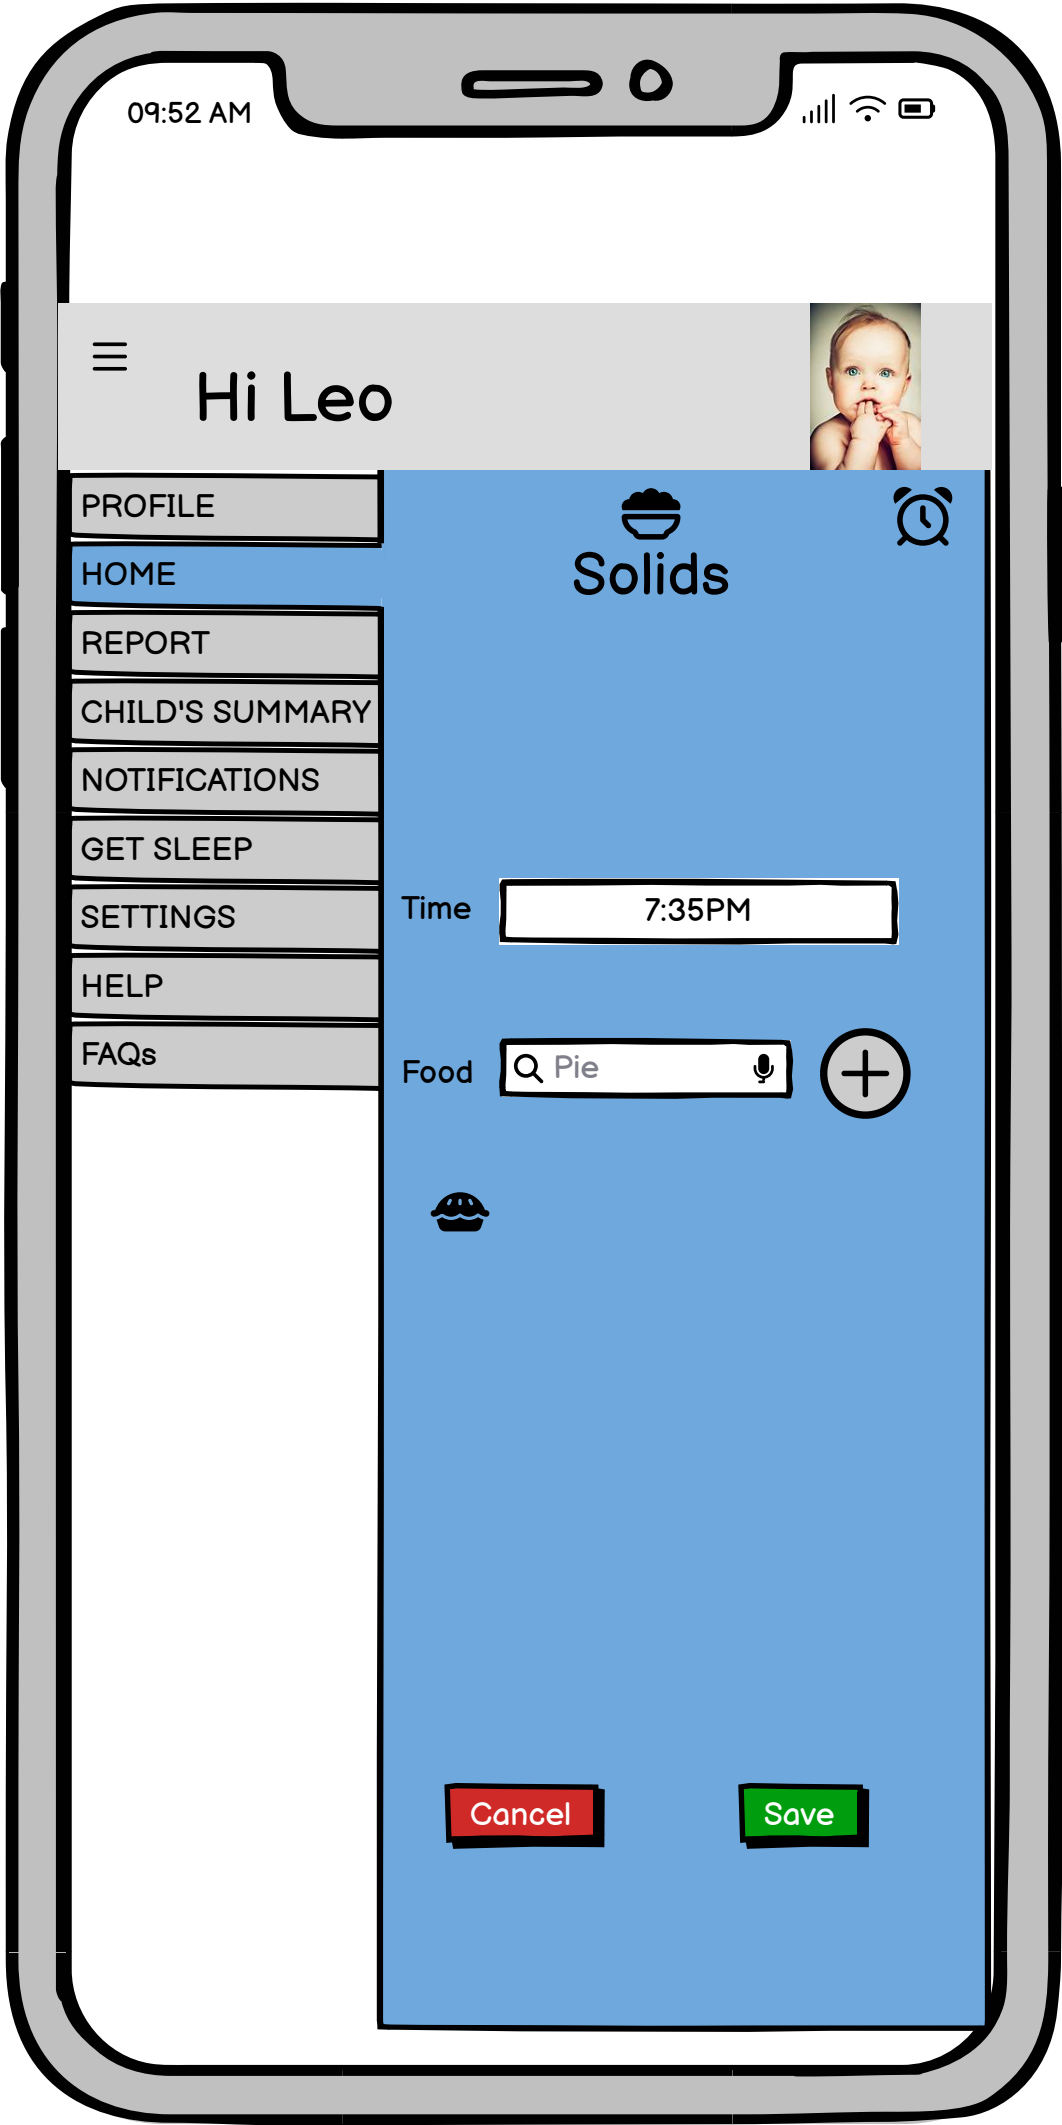 09:52 AM
Hi Leo
PROFILE
HOME
REPORT
CHILD'S SUMMARY
NOTIFICATIONS
GET SLEEP
SETTINGS
HELP
FAQs
Solids
Time 7:35PM
Food Pie
Cancel Save